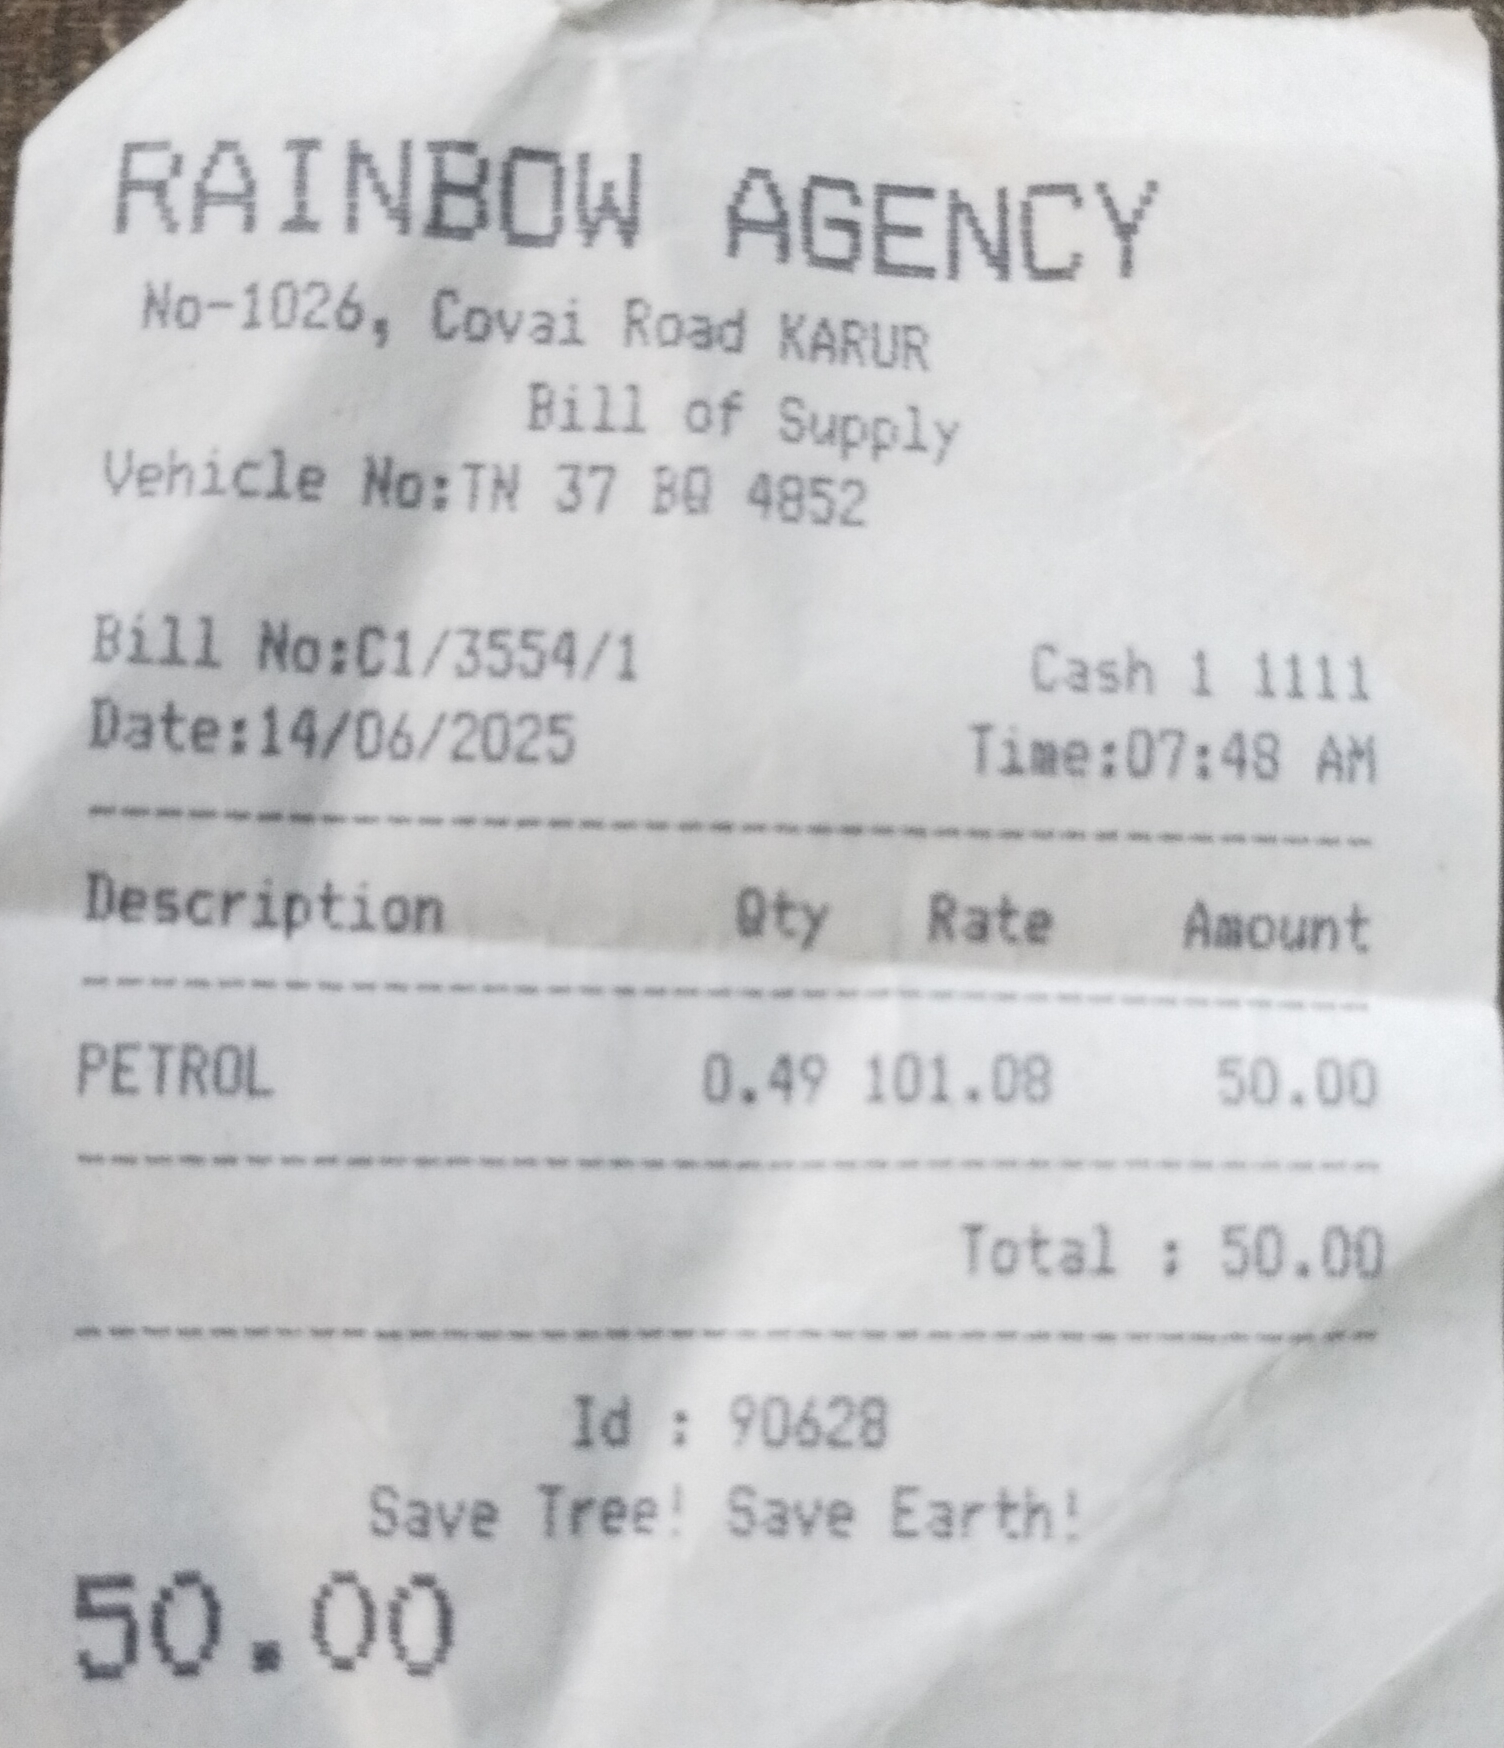 RAINBOW AGENCY
No-1026, Covai Road KARUR
Bill of Supply
Vehicle No:TN 37 BQ 4852
Bill No:C1/3554/1 Cash 1 1111
Date:14/06/2025 Time:07:48 AM
Description Qty Rate Amount
PETROL 0.49 101.08 50.00
Total : 50.00
Id : 90628
Save Tree! Save Earth!
50.00